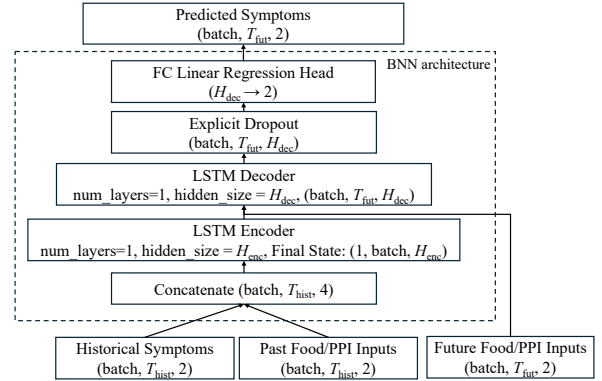 Predicted Symptoms
(batch, T_fut, 2)
BNN architecture
FC Linear Regression Head
(H_dec → 2)
Explicit Dropout
(batch, T_fut, H_dec)
LSTM Decoder
num_layers=1, hidden_size = H_dec, (batch, T_fut, H_dec)
LSTM Encoder
num_layers=1, hidden_size = H_enc, Final State: (1, batch, H_enc)
Concatenate (batch, T_hist, 4)
Historical Symptoms
(batch, T_hist, 2)
Past Food/PPI Inputs
(batch, T_hist, 2)
Future Food/PPI Inputs
(batch, T_fut, 2)